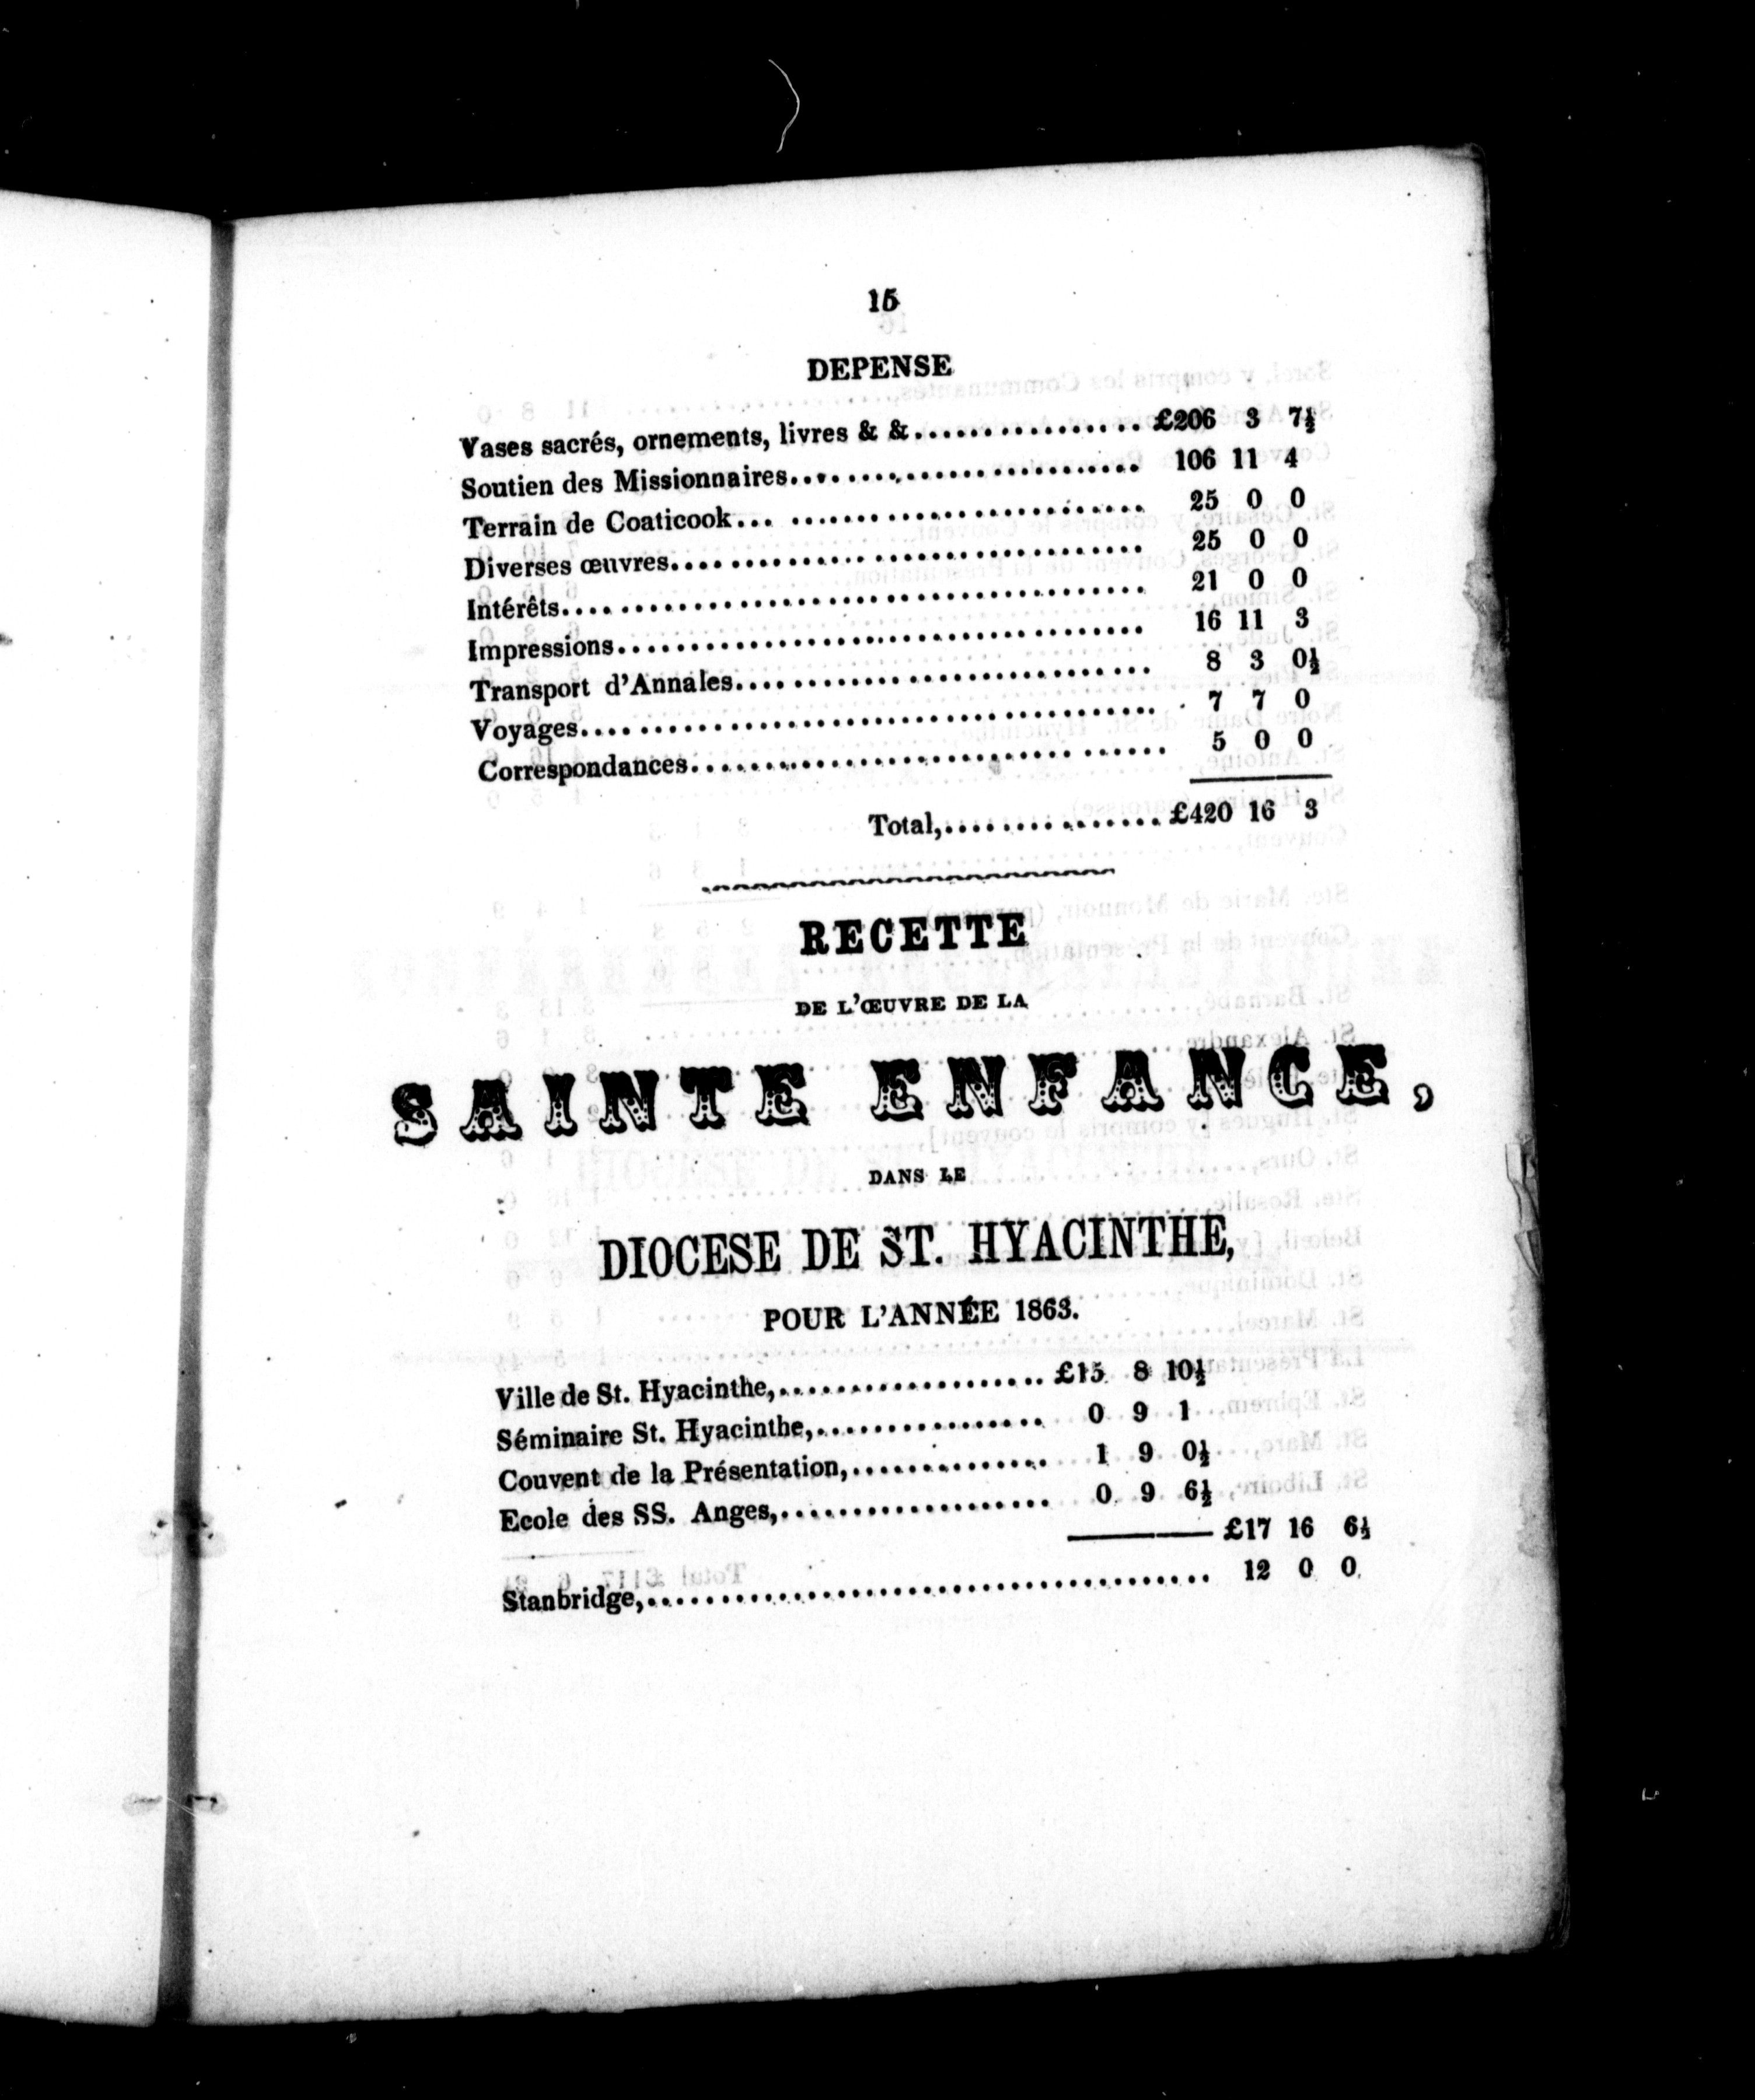 15
DEPENSE
Vases sacrés, ornements, livres & &................ £206 3 7½
Soutien des Missionnaires........................ 106 11 4
Terrain de Coaticook... ......................... 25 0 0
Diverses œuvres................................. 25 0 0
Intérêts......................................... 21 0 0
Impressions..................................... 16 11 3
Transport d'Annales............................. 8 3 0½
Voyages........................................ 7 7 0
Correspondances........................... ...... 5 0 0
Total,............... £420 16 3
RECETTE
DE L'ŒUVRE DE LA
SAINTE ENFANCE,
DANS LE
DIOCESE DE ST. HYACINTHE,
POUR L'ANNÉE 1863.
Ville de St. Hyacinthe,................... £15 8 10½
Séminaire St. Hyacinthe,................ 0 9 1
Couvent de la Présentation,.............. 1 9 0½
Ecole des SS. Anges,................... 0 9 6½
£17 16 6½
Stanbridge,....................................... 12 0 0